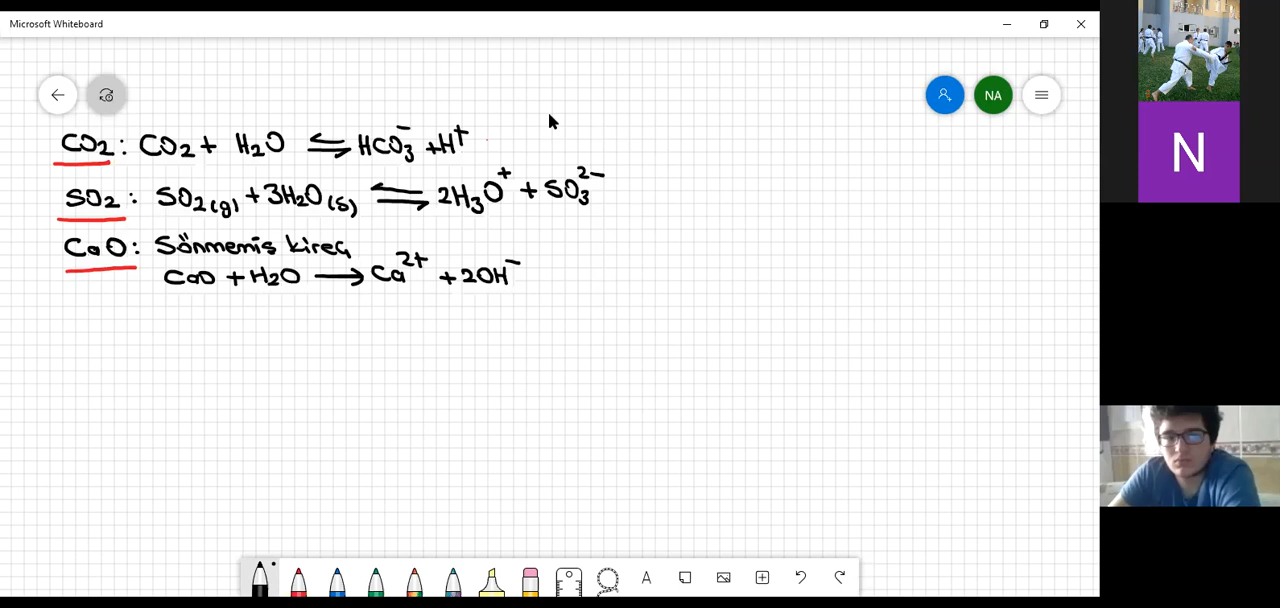 Microsoft Whiteboard
NA
CO₂ : CO₂ + H₂O ⇌ HCO₃⁻ + H⁺
SO₂ : SO₂(g) + 3H₂O(s) ⇌ 2H₃O⁺ + SO₃²⁻
CaO : Sönmemiş kireç
CaO + H₂O → Ca²⁺ + 2OH⁻
N
A